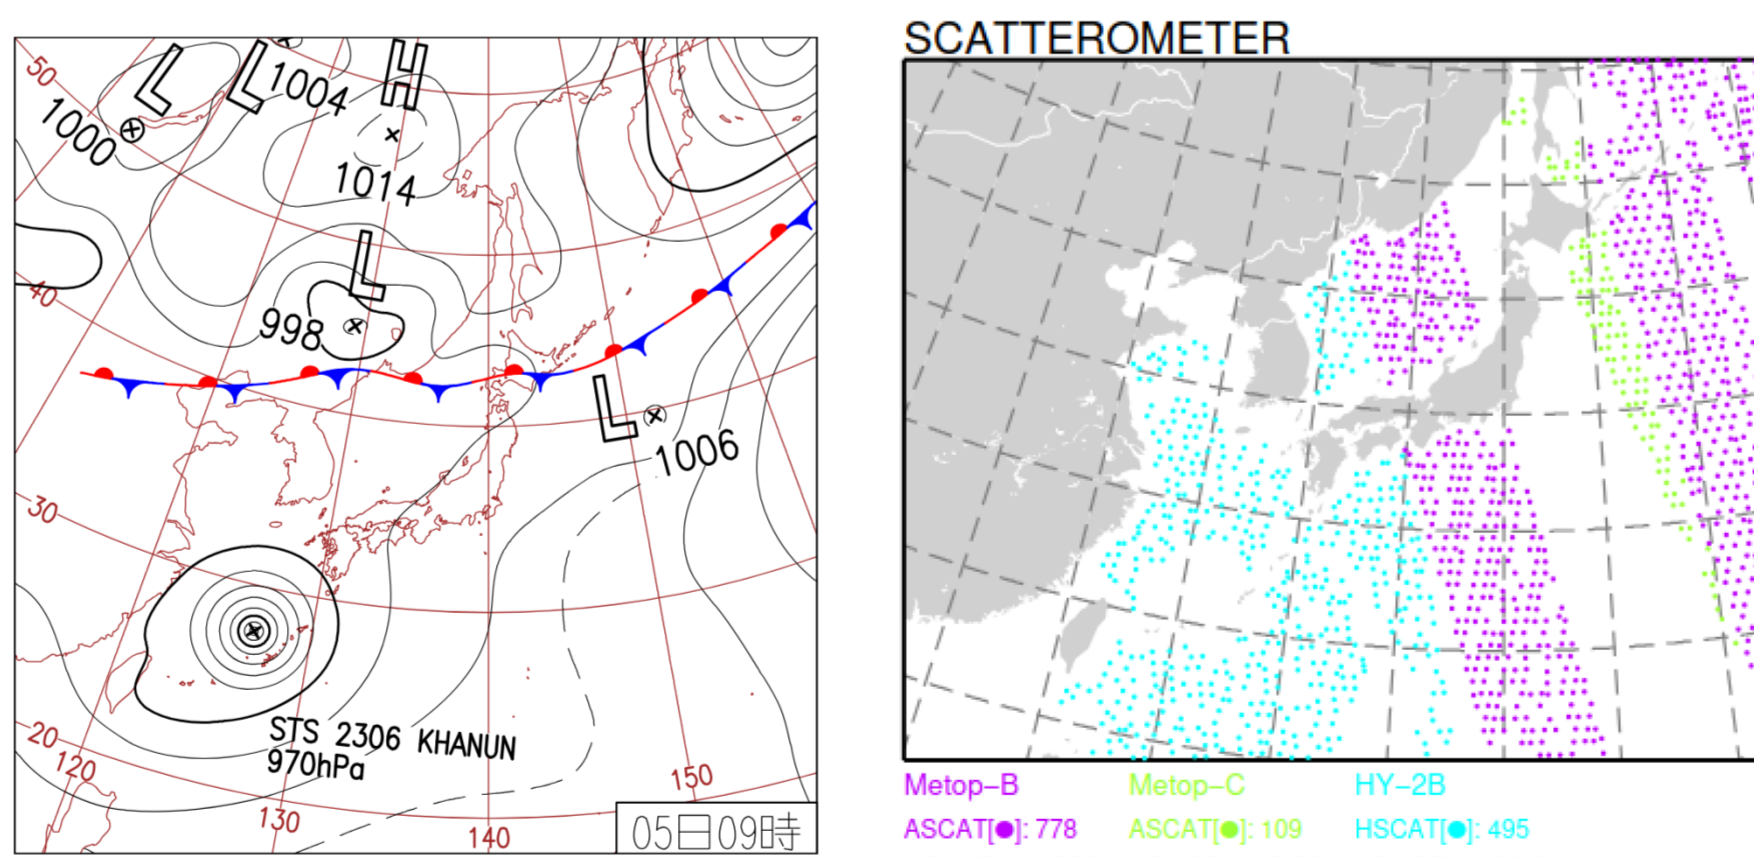 50
L
L
1004
H
1000
1014
L
40
998
L
1006
30
STS 2306 KHANUN
970hPa
20
120
150
130
140
05日09時
SCATTEROMETER
Metop-B
Metop-C
HY-2B
ASCAT[●]: 778
ASCAT[●]: 109
HSCAT[●]: 495